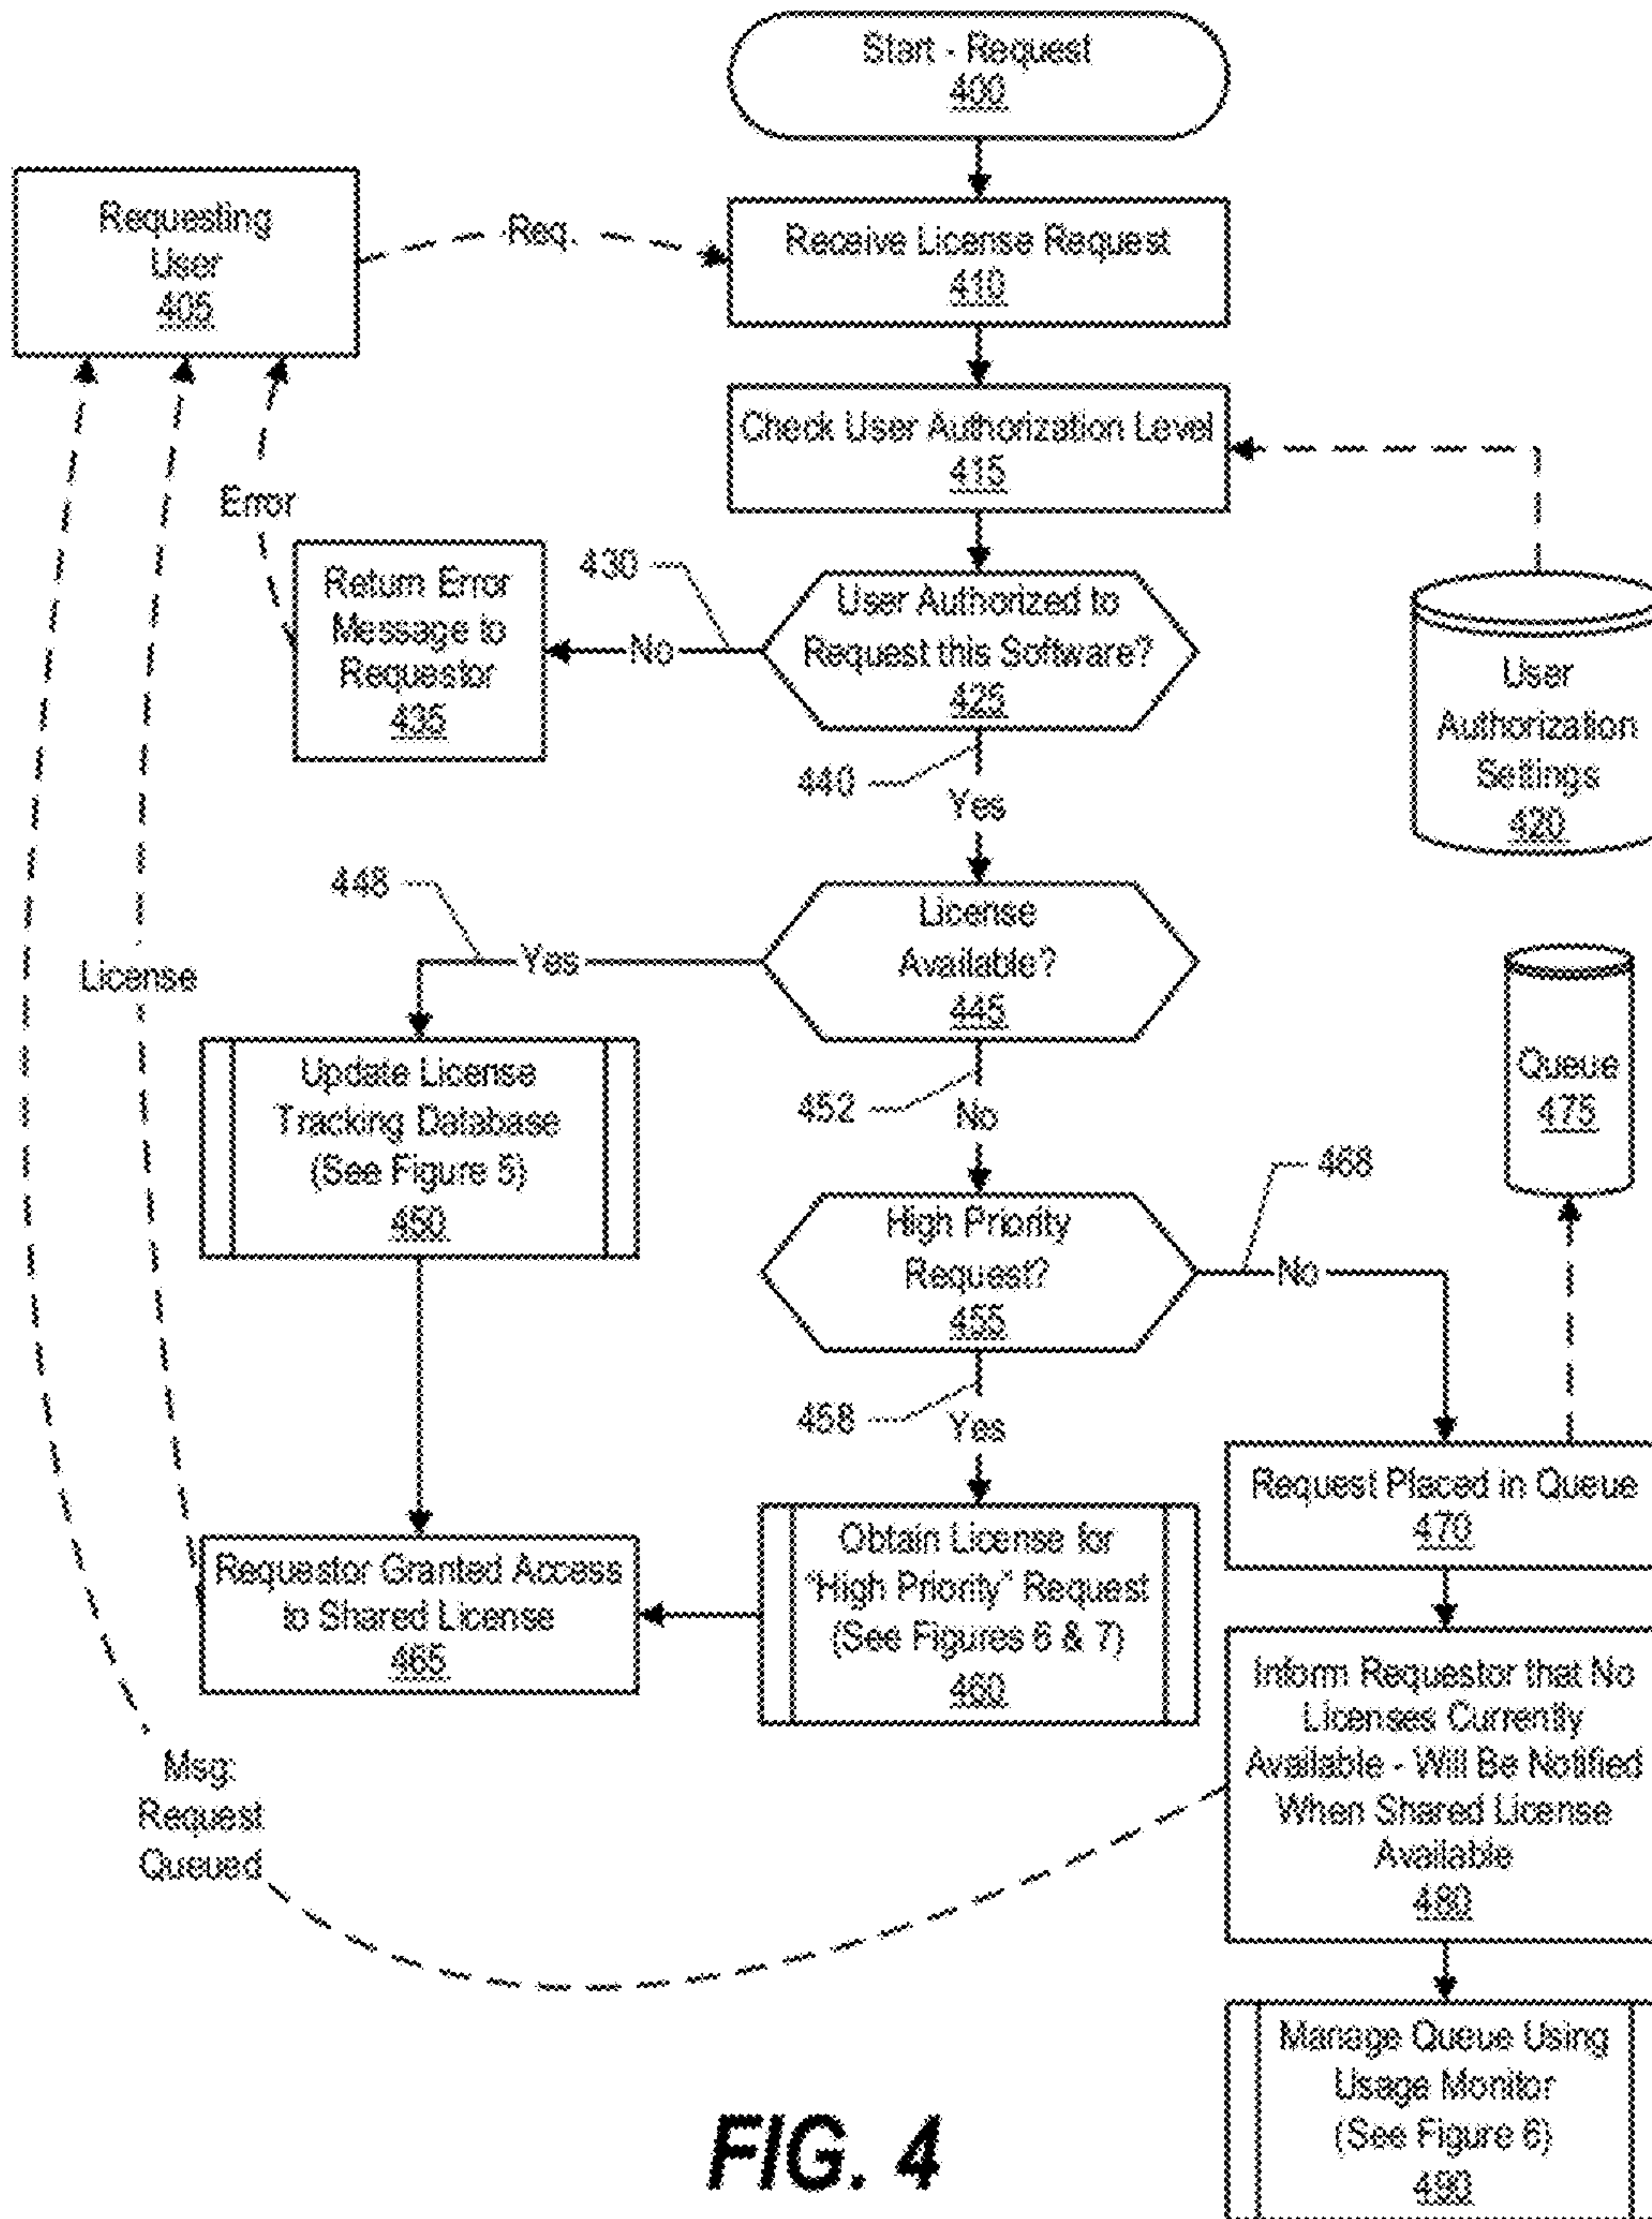 Start - Request
400
Requesting
User
405
Req.
Receive License Request
410
Check User Authorization Level
415
Error
Return Error
Message to
Requestor
435
430
No
User Authorized to
Request this Software?
425
User
Authorization
Settings
420
440
Yes
448
Yes
License
Available?
445
License
Update License
Tracking Database
(See Figure 5)
450
452
No
Queue
475
468
High Priority
Request?
455
No
458
Yes
Request Placed in Queue
470
Requestor Granted Access
to Shared License
465
Obtain License for
"High Priority" Request
(See Figures 6 & 7)
460
Inform Requestor that No
Licenses Currently
Available - Will Be Notified
When Shared License
Available
480
Msg:
Request
Queued
Manage Queue Using
Usage Monitor
(See Figure 6)
490
FIG. 4